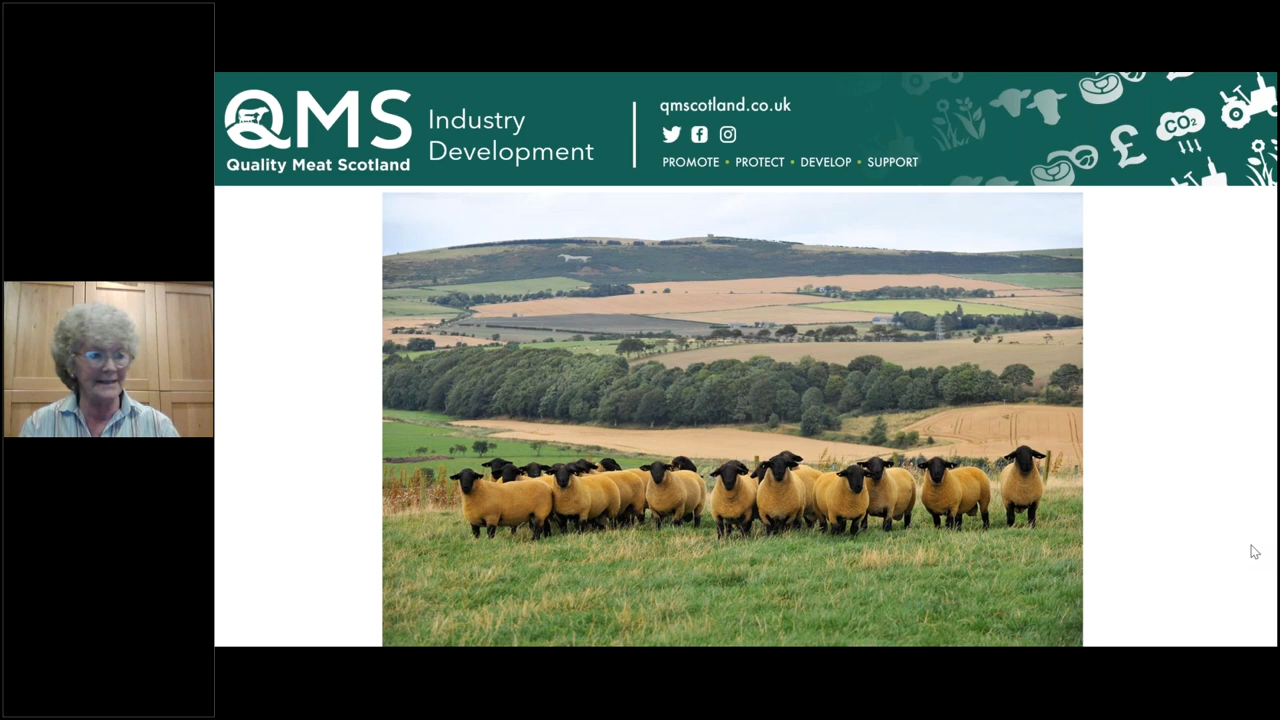 QMS
Quality Meat Scotland
Industry
Development
qmscotland.co.uk
PROMOTE • PROTECT • DEVELOP • SUPPORT
£
CO₂